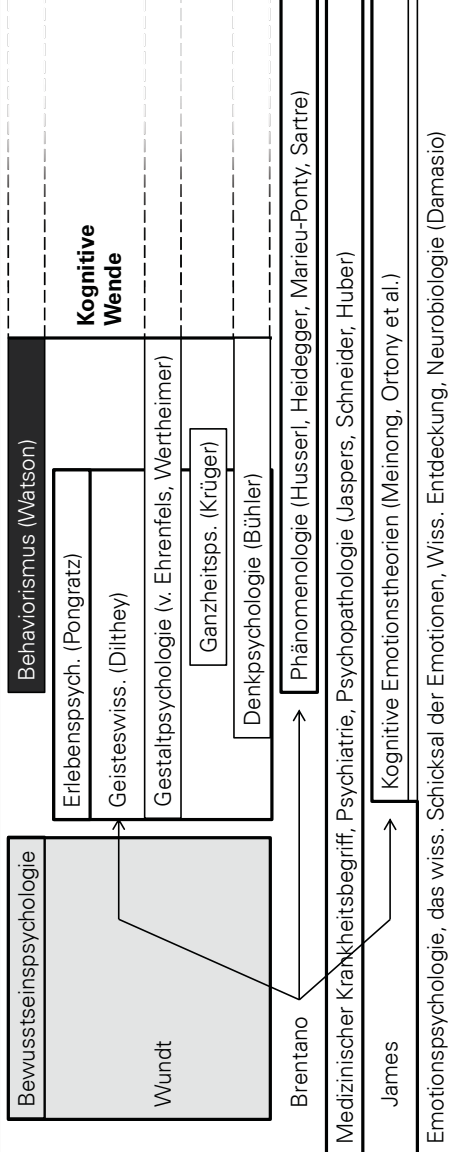 Bewusstseinspsychologie
Wundt
Behaviorismus (Watson)
Erlebenspsych. (Pongratz)
Geisteswiss. (Dilthey)
Gestaltpsychologie (v. Ehrenfels, Wertheimer)
Ganzheitsps. (Krüger)
Denkpsychologie (Bühler)
Kognitive
Wende
Brentano
Phänomenologie (Husserl, Heidegger, Marieu-Ponty, Sartre)
Medizinischer Krankheitsbegriff, Psychiatrie, Psychopathologie (Jaspers, Schneider, Huber)
James
Kognitive Emotionstheorien (Meinong, Ortony et al.)
Emotionspsychologie, das wiss. Schicksal der Emotionen, Wiss. Entdeckung, Neurobiologie (Damasio)